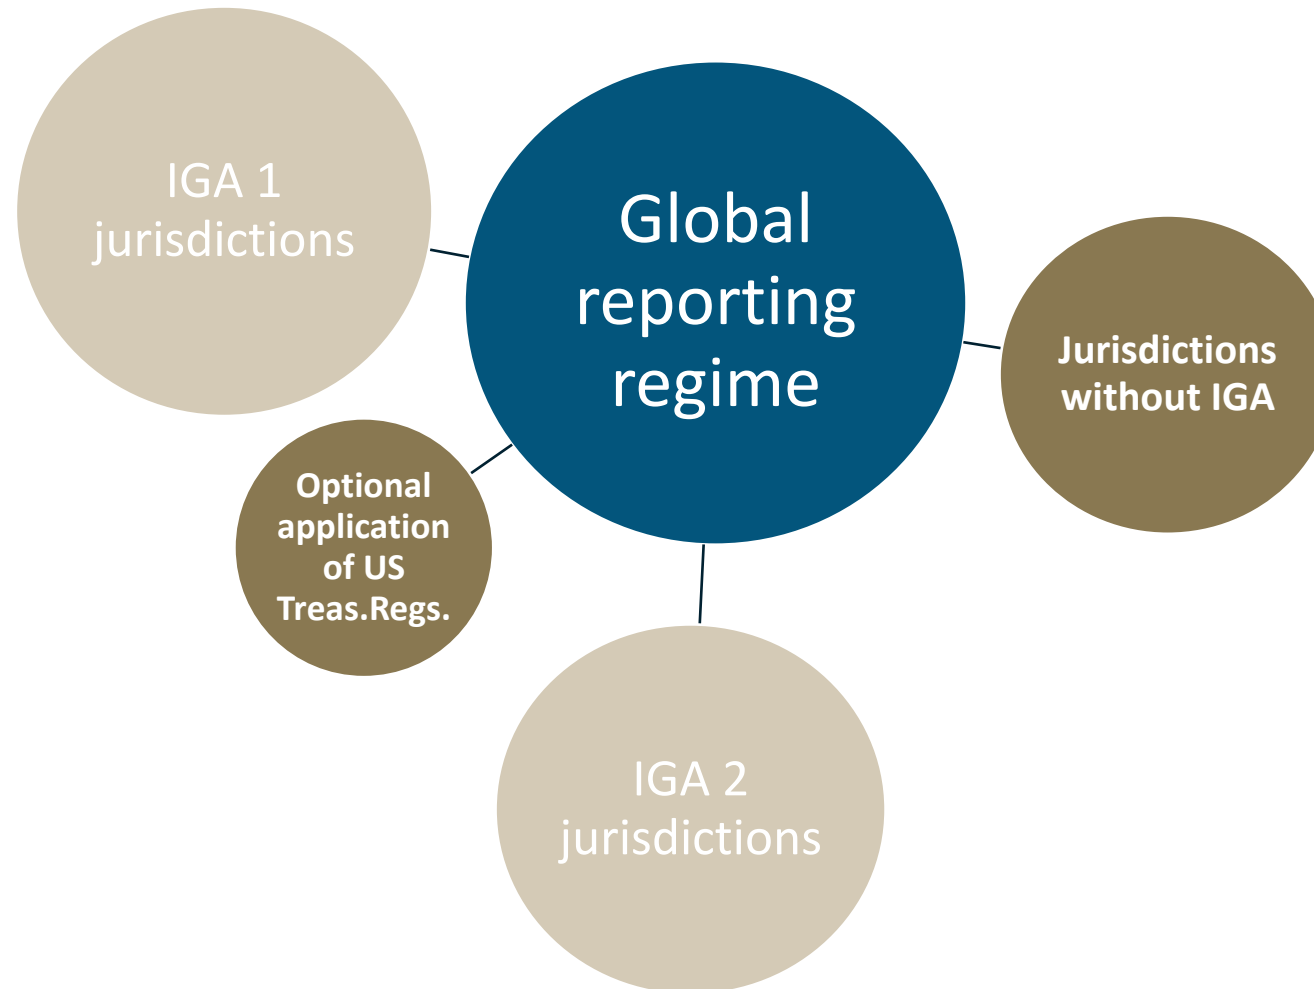 IGA 1
jurisdictions
Global
reporting
regime
Jurisdictions
without IGA
Optional
application
of US
Treas.Regs.
IGA 2
jurisdictions